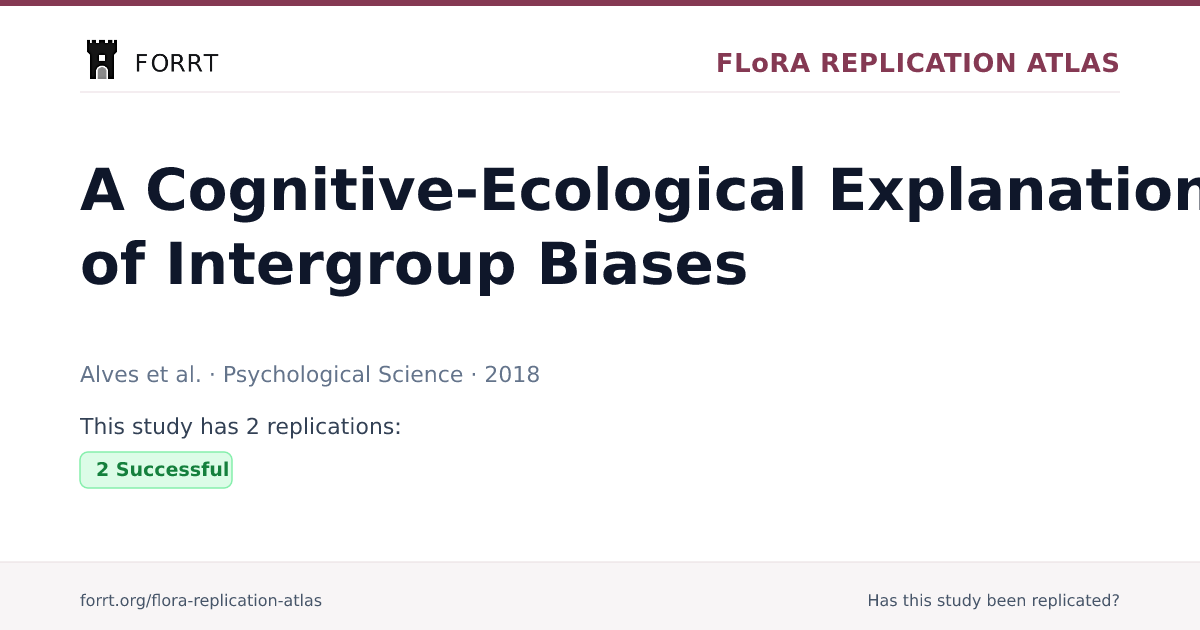 FORRT
FLoRA REPLICATION ATLAS
A Cognitive-Ecological Explanation
of Intergroup Biases
Alves et al. · Psychological Science · 2018
This study has 2 replications:
2 Successful
forrt.org/flora-replication-atlas
Has this study been replicated?